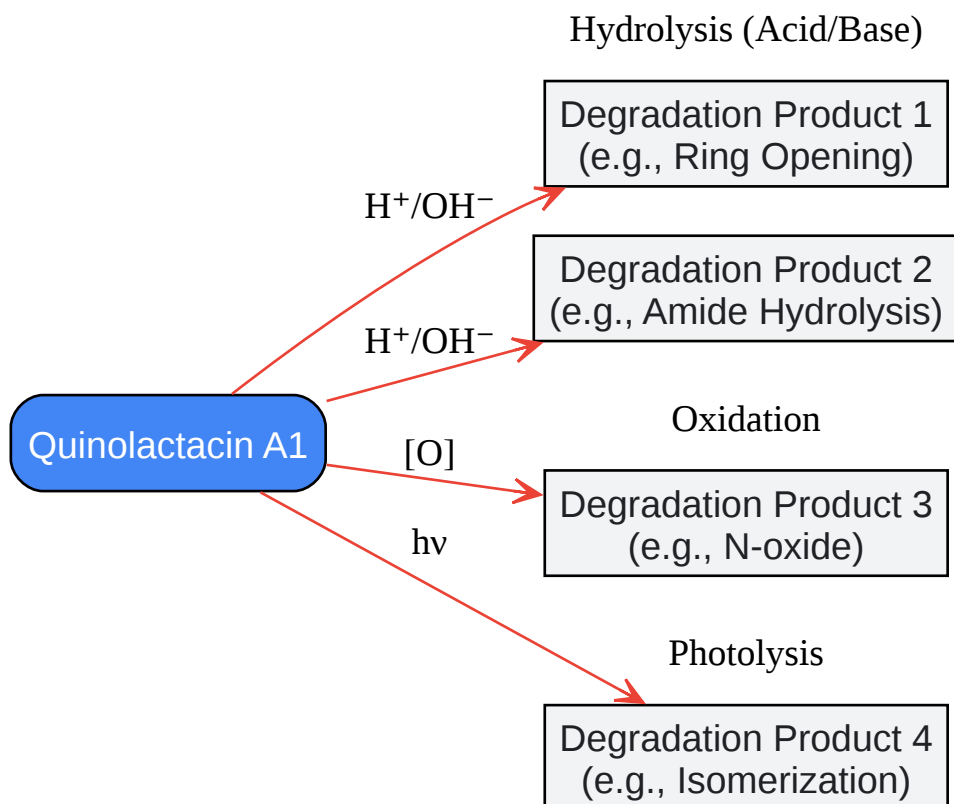 Hydrolysis (Acid/Base)
Degradation Product 1
(e.g., Ring Opening)
H⁺/OH⁻
Degradation Product 2
(e.g., Amide Hydrolysis)
H⁺/OH⁻
Quinolactacin A1
Oxidation
[O]
Degradation Product 3
(e.g., N-oxide)
hν
Photolysis
Degradation Product 4
(e.g., Isomerization)